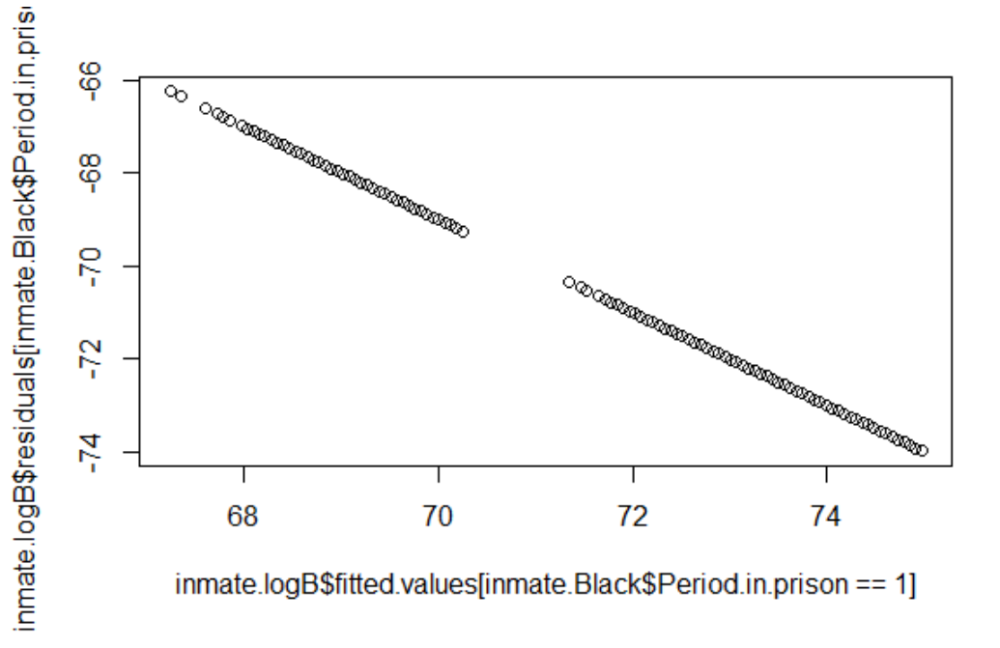 inmate.logB$residuals[inmate.Black$Period.in.pris
-66
-68
-70
-72
-74
68 70 72 74
inmate.logB$fitted.values[inmate.Black$Period.in.prison == 1]